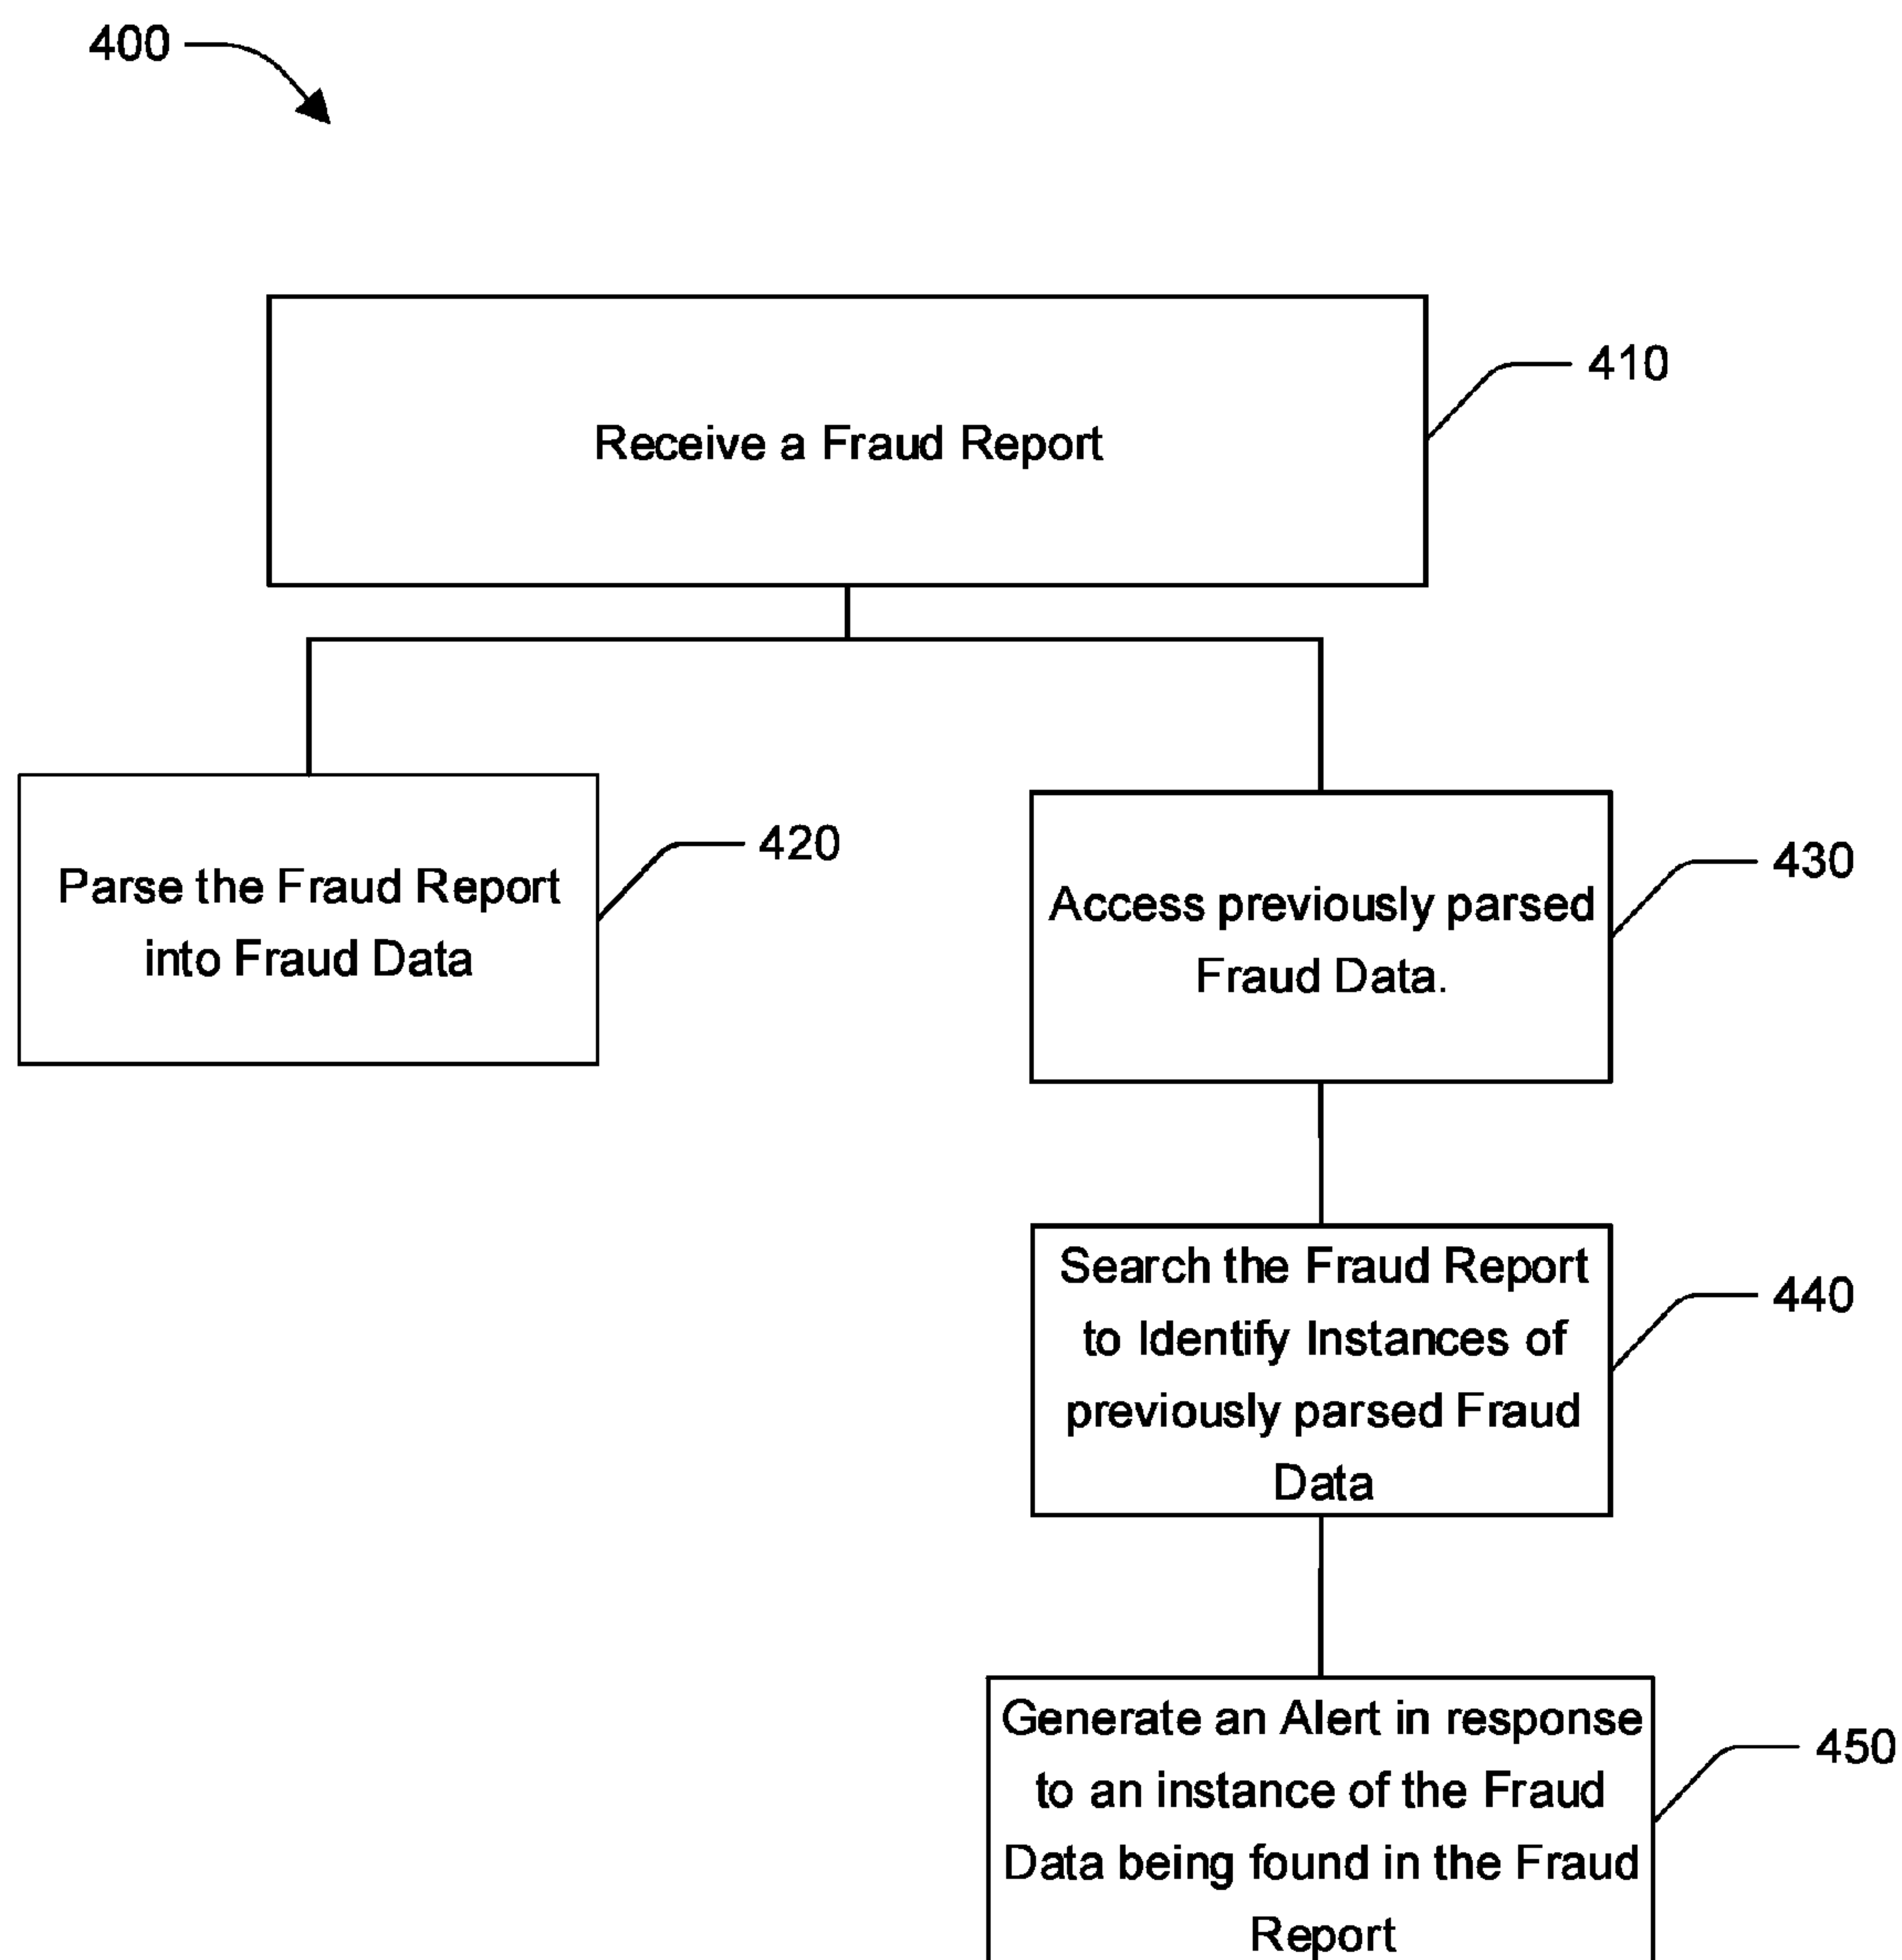 400
Receive a Fraud Report
410
Parse the Fraud Report
into Fraud Data
420
Access previously parsed
Fraud Data.
430
Search the Fraud Report
to Identify Instances of
previously parsed Fraud
Data
440
Generate an Alert in response
to an instance of the Fraud
Data being found in the Fraud
Report
450